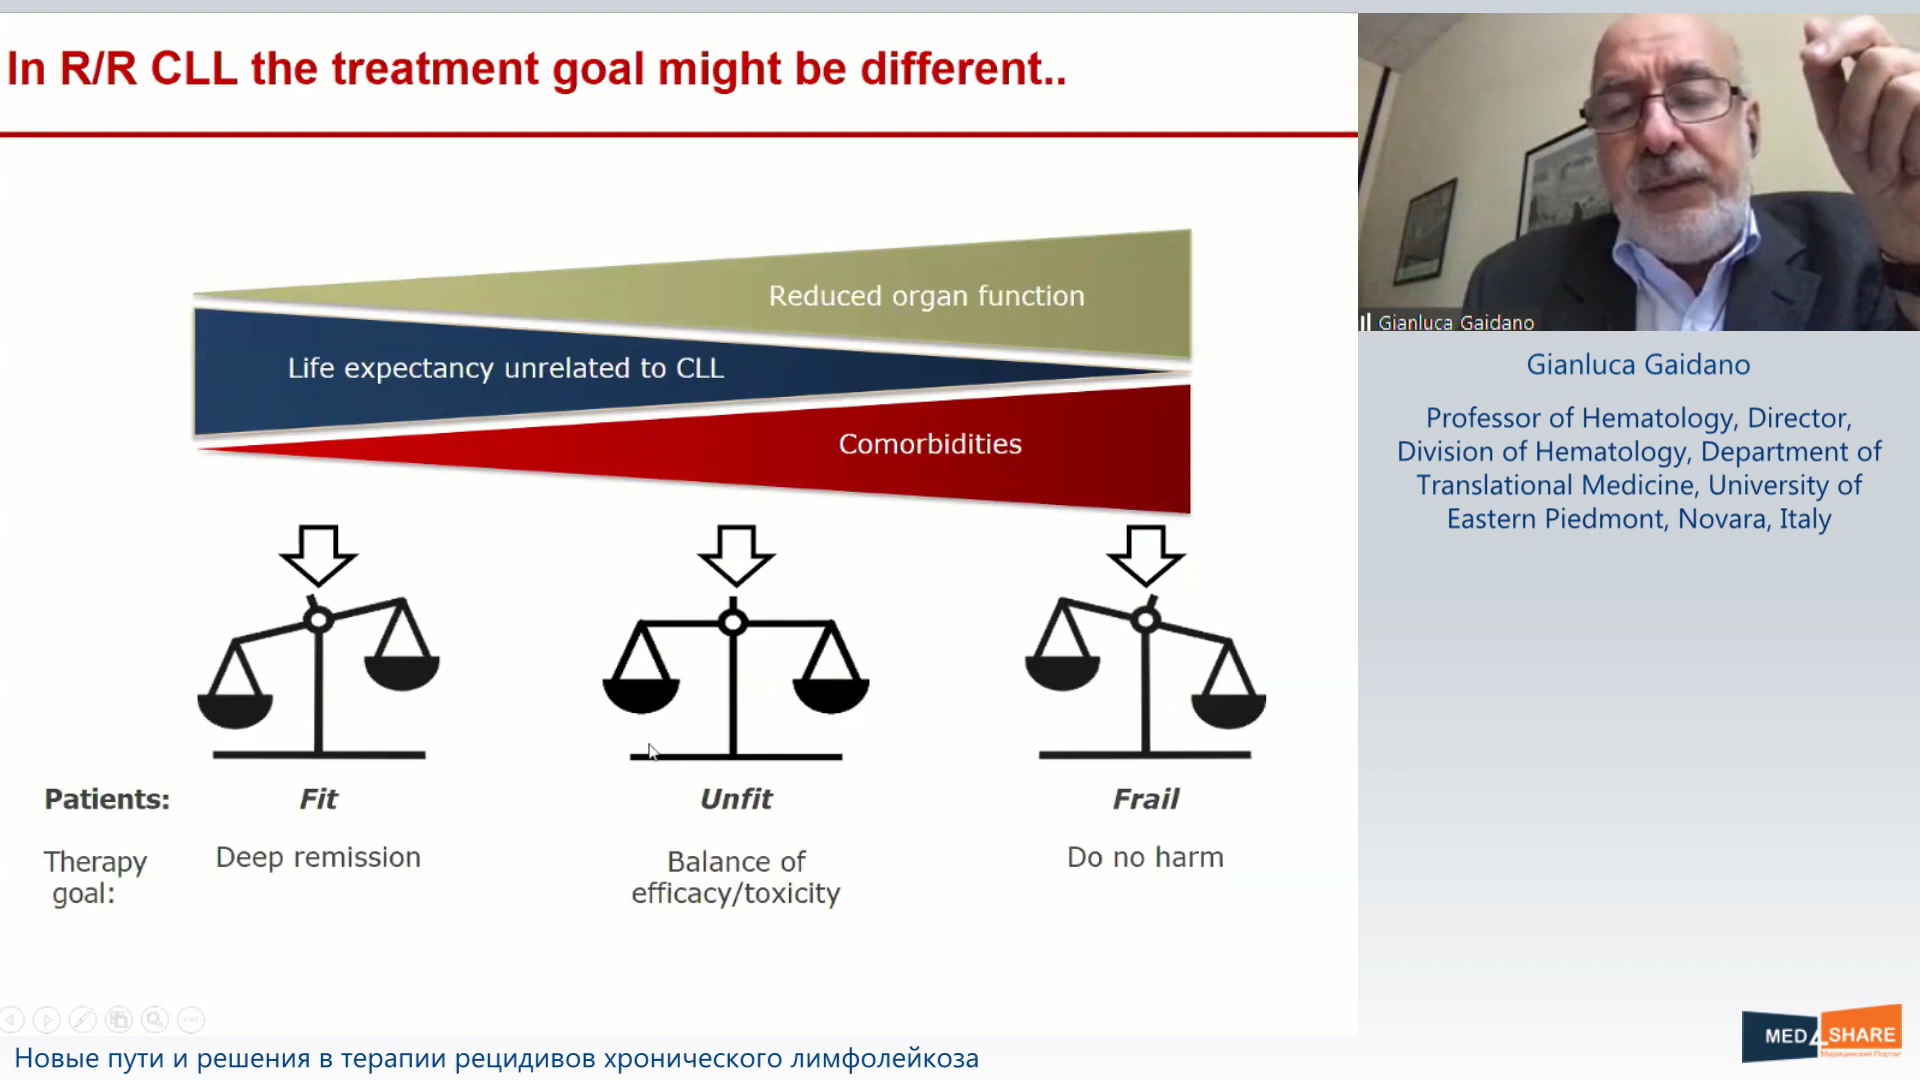 In R/R CLL the treatment goal might be different..
Reduced organ function
Life expectancy unrelated to CLL
Comorbidities
Patients:
Fit
Unfit
Frail
Therapy
goal:
Deep remission
Balance of
efficacy/toxicity
Do no harm
Gianluca Gaidano
Gianluca Gaidano
Professor of Hematology, Director,
Division of Hematology, Department of
Translational Medicine, University of
Eastern Piedmont, Novara, Italy
MED4SHARE
Медицинский Портал
Новые пути и решения в терапии рецидивов хронического лимфолейкоза